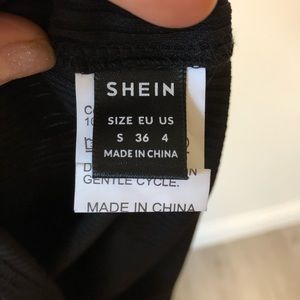 SHEIN
SIZE EU US
S 36 4
MADE IN CHINA
GENTLE CYCLE.
MADE IN CHINA